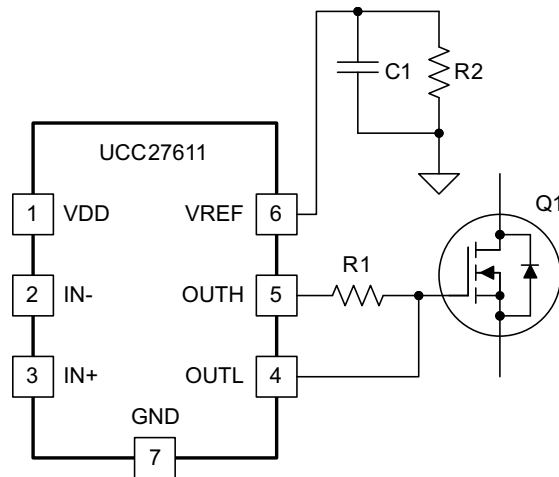 C1
R2
UCC27611
1 VDD
VREF 6
Q1
R1
2 IN-
OUTH 5
3 IN+
OUTL 4
GND
7